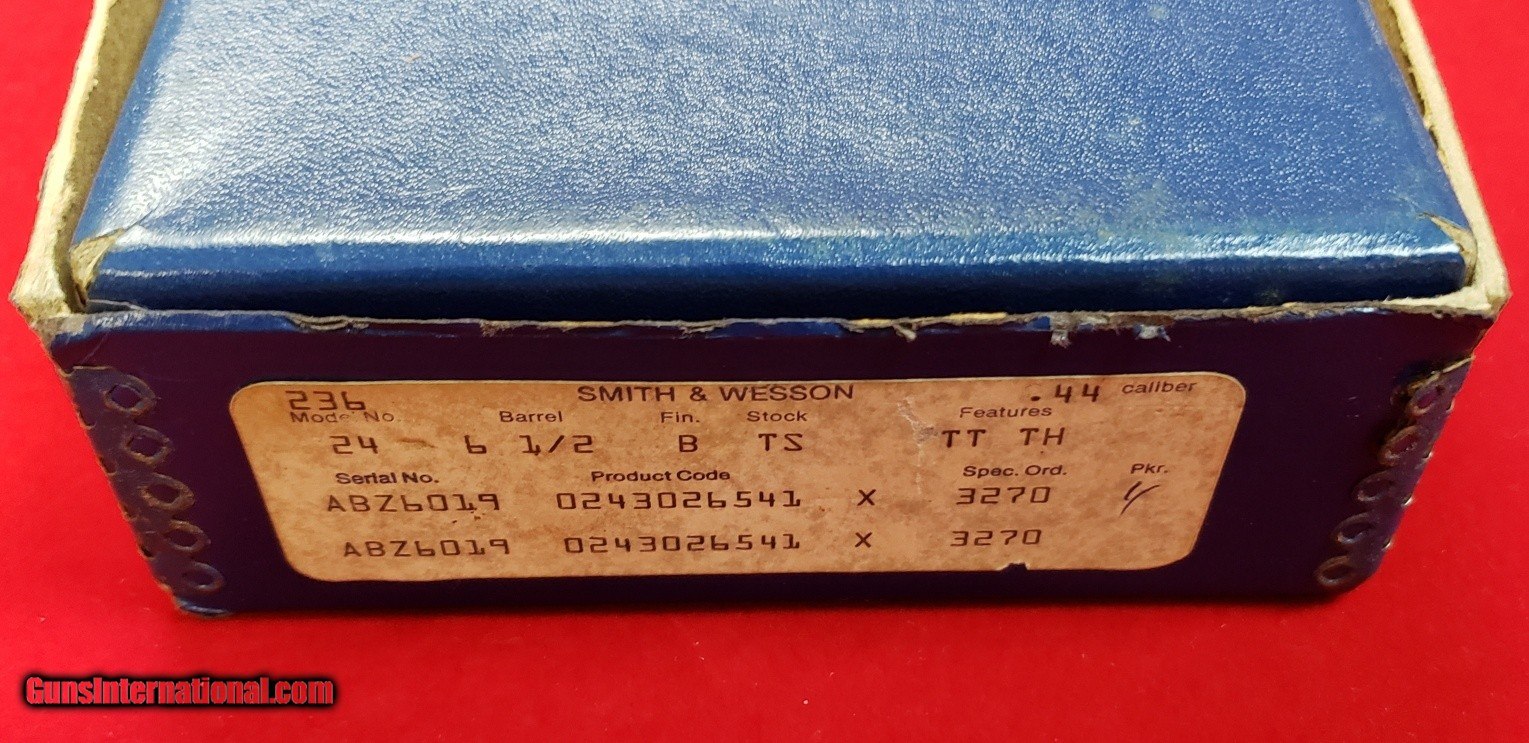 236 SMITH & WESSON .44 caliber
Model No. Barrel Fin. Stock Features
24 - 6 1/2 B TS TT TH
Serial No. Product Code Spec. Ord. Pkr.
ABZ6019 0243026541 X 3270 4
ABZ6019 0243026541 X 3270
GunsInternational.com